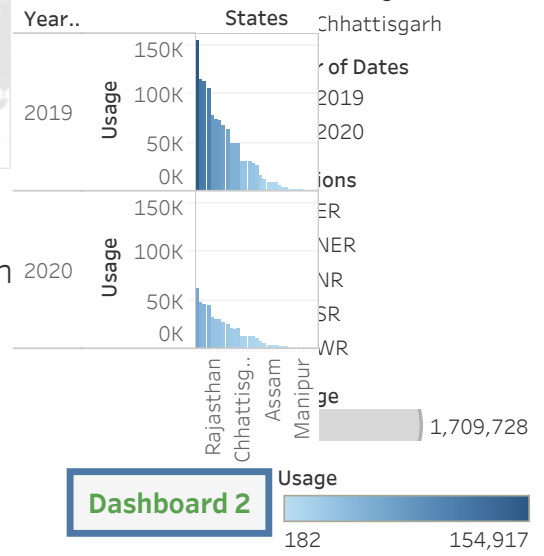 Year..
States
Chhattisgarh
150K
of Dates
2019
100K
Usage
2019
2020
50K
0K
ions
ER
150K
NER
2020
Usage
100K
NR
SR
50K
0K
WR
Rajasthan
Chhattisg..
Assam
Manipur
ge
1,709,728
Dashboard 2
Usage
182
154,917